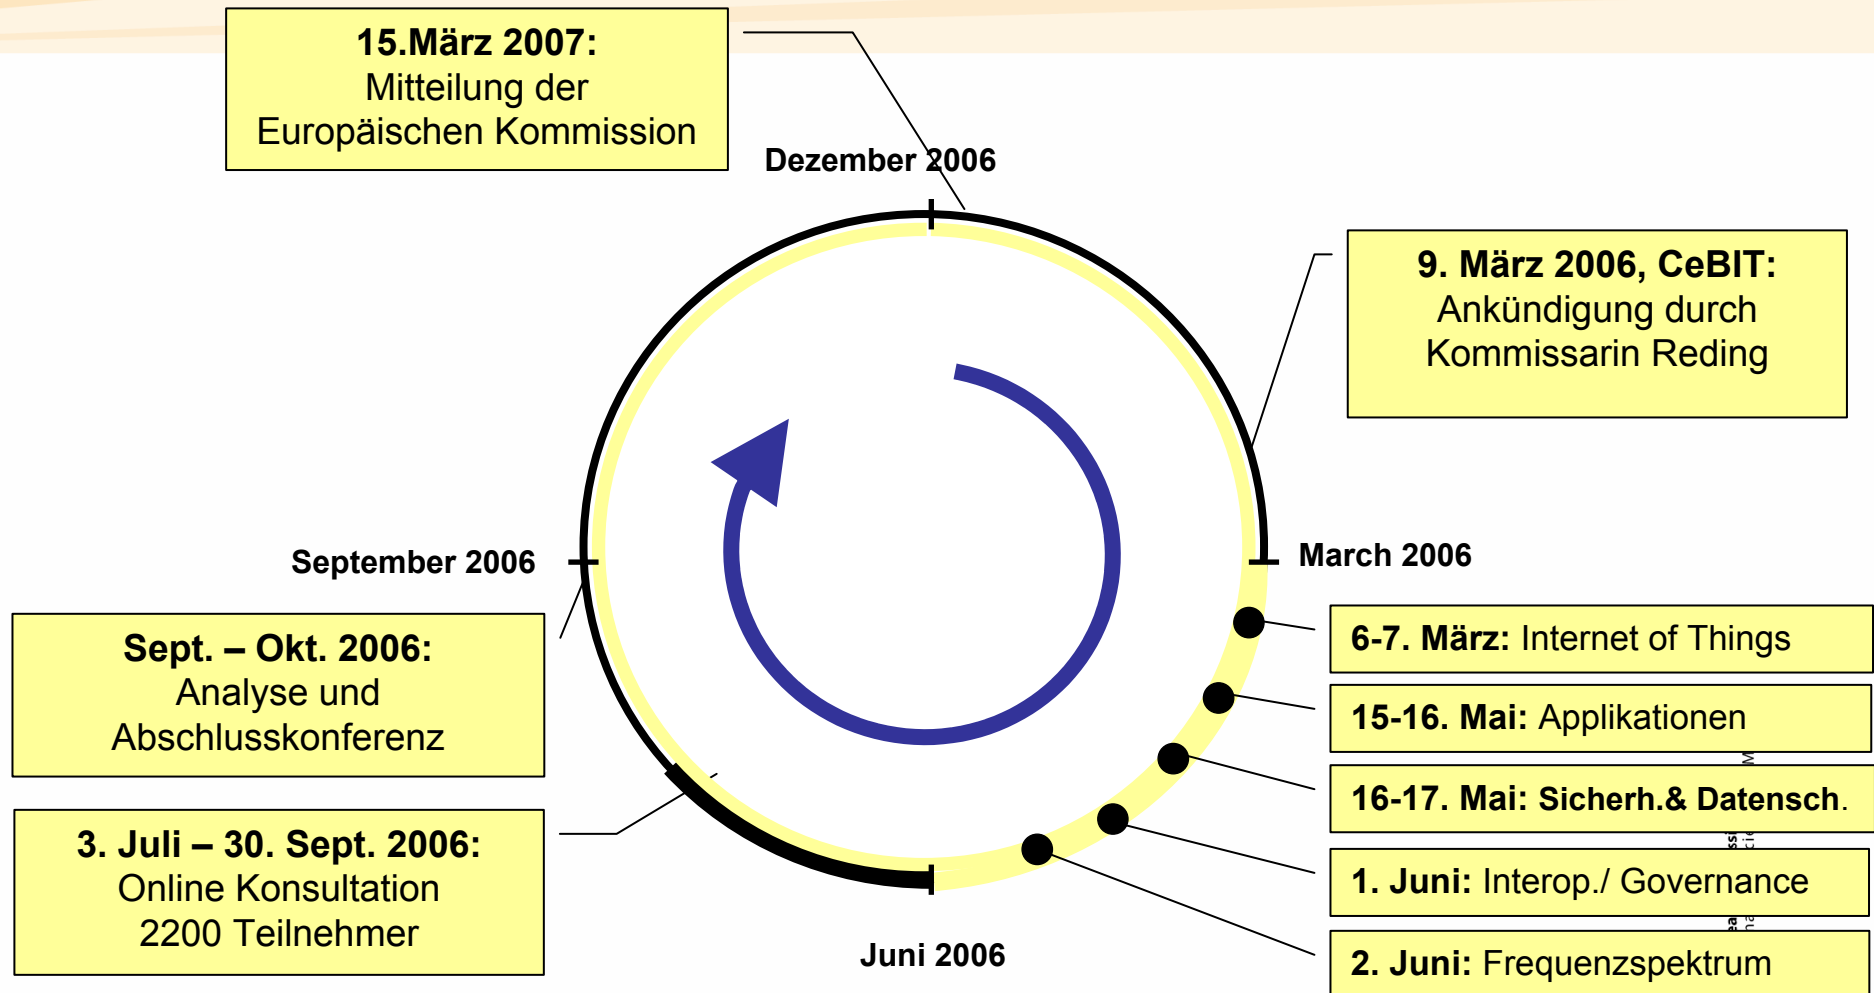 15.März 2007:
Mitteilung der
Europäischen Kommission
Dezember 2006
9. März 2006, CeBIT:
Ankündigung durch
Kommissarin Reding
September 2006
March 2006
Sept. – Okt. 2006:
Analyse und
Abschlusskonferenz
6-7. März: Internet of Things
15-16. Mai: Applikationen
16-17. Mai: Sicherh.& Datensch.
3. Juli – 30. Sept. 2006:
Online Konsultation
2200 Teilnehmer
1. Juni: Interop./ Governance
Juni 2006
2. Juni: Frequenzspektrum